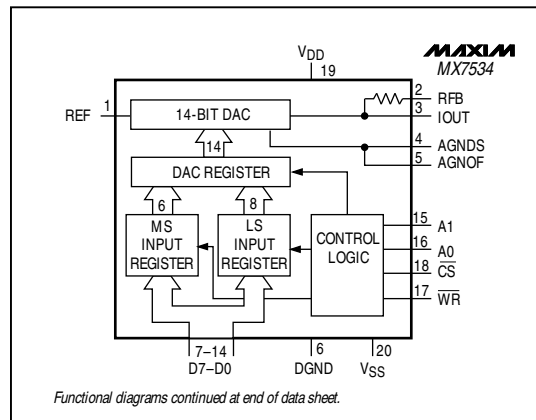 VDD
19
MAXIM
MX7534
REF
1
14-BIT DAC
2
RFB
3
IOUT
4
AGNDS
5
AGNOF
14
DAC REGISTER
6
8
MS
INPUT
REGISTER
LS
INPUT
REGISTER
CONTROL
LOGIC
15
A1
16
A0
18
CS
17
WR
7–14
D7–D0
6
DGND
20
VSS
Functional diagrams continued at end of data sheet.